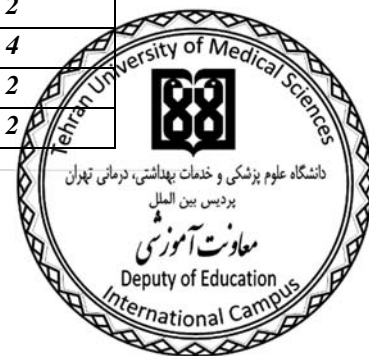 2
4
2
2
Tehran University of Medical Sciences
دانشگاه علوم پزشکی و خدمات بهداشتی، درمانی تهران
پردیس بین الملل
معاونت آموزشی
Deputy of Education
International Campus